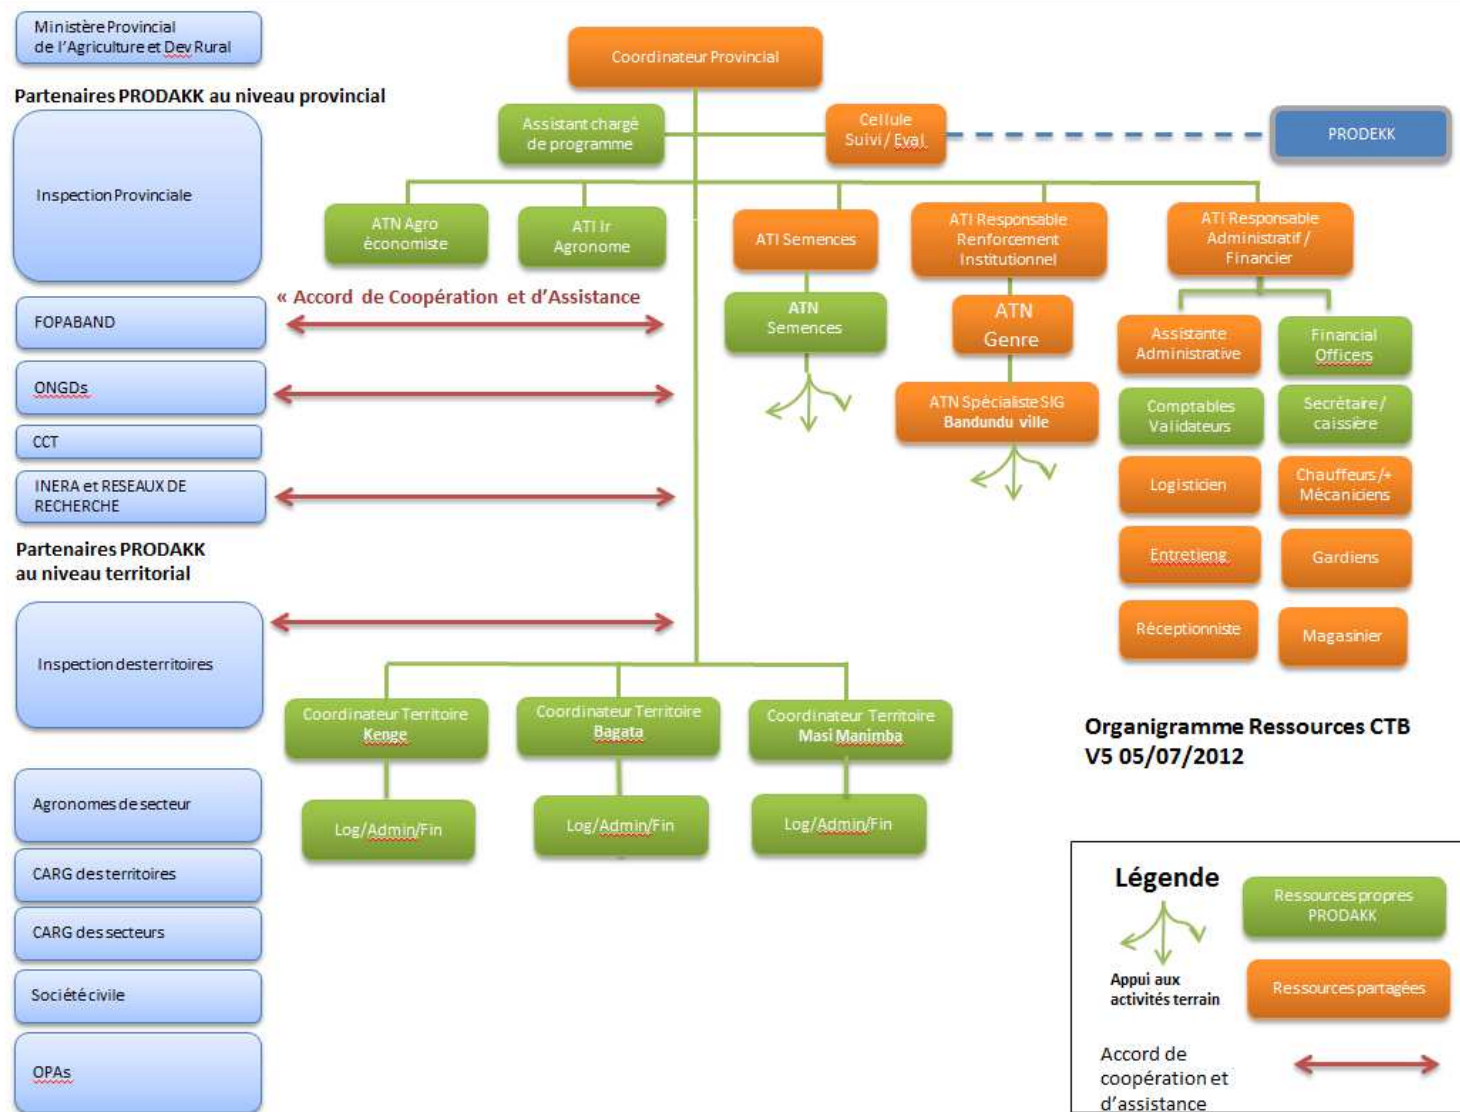 Ministère Provincial
de l'Agriculture et Dev Rural
Partenaires PRODAKK au niveau provincial
Inspection Provinciale
FOPABAND
ONGDs
CCT
INERA et RESEAUX DE
RECHERCHE
Partenaires PRODAKK
au niveau territorial
Inspection des territoires
Agronomes de secteur
CARG des territoires
CARG des secteurs
Société civile
OPAs
Coordinateur Provincial
Assistant chargé
de programme
Cellule
Suivi / Eval
PRODEKK
ATN Agro
économiste
ATI Ir
Agronome
ATI Semences
ATI Responsable
Renforcement
Institutionnel
ATI Responsable
Administratif /
Financier
« Accord de Coopération et d'Assistance
ATN
Semences
ATN
Genre
ATN Spécialiste SIG
Bandundu ville
Assistante
Administrative
Financial
Officers
Comptables
Validateurs
Secrétaire /
caissière
Logisticien
Chauffeurs /+
Mécaniciens
Entretieng
Gardiens
Réceptionniste
Magasinier
Coordinateur Territoire
Kenge
Coordinateur Territoire
Bagata
Coordinateur Territoire
Masi Manimba
Log/Admin/Fin
Log/Admin/Fin
Log/Admin/Fin
Organigramme Ressources CTB
V5 05/07/2012
Légende
Appui aux
activités terrain
Ressources propres
PRODAKK
Ressources partagées
Accord de
coopération et
d'assistance